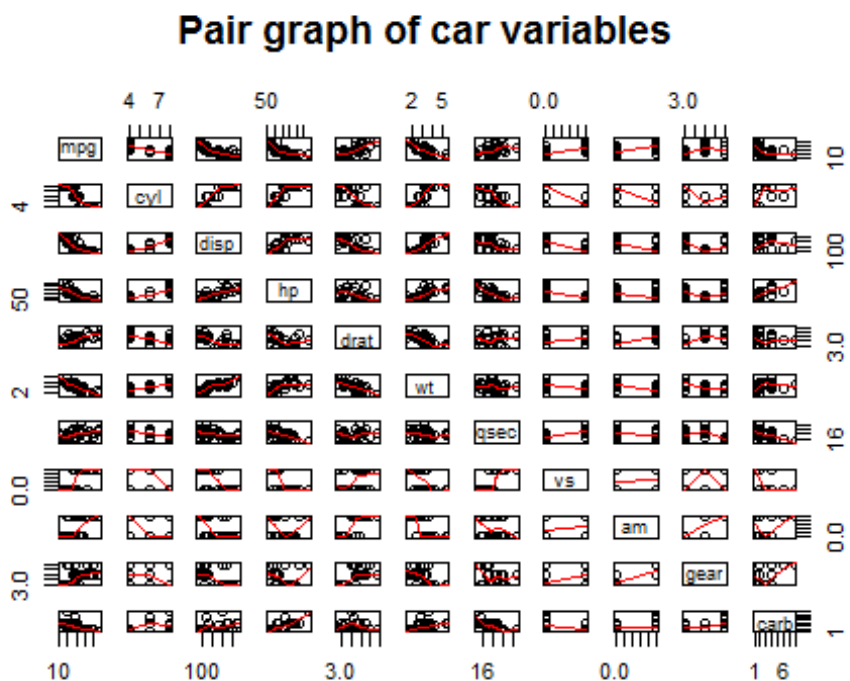 Pair graph of car variables
4 7 50 2 5 0.0 3.0
mpg 10
4 cyl
disp 100
50 hp
drat 3.0
2 wt
qsec 16
0.0 vs
am 0.0
3.0 gear
carb 1
10 100 3.0 16 0.0 1 6